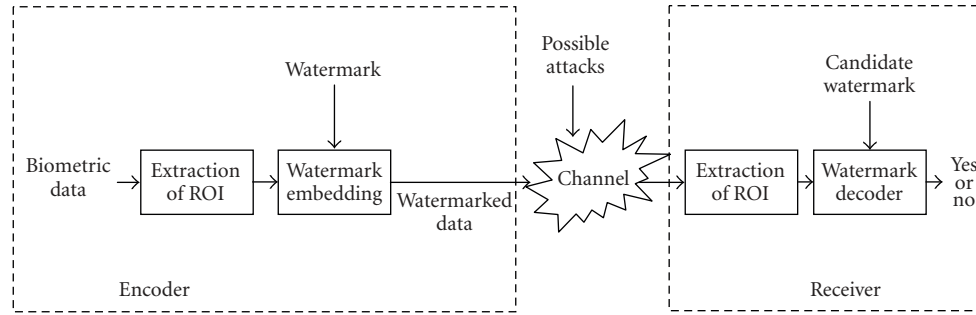 Biometric
data
Extraction
of ROI
Watermark
Watermark
embedding
Watermarked
data
Encoder
Possible
attacks
Channel
Extraction
of ROI
Candidate
watermark
Watermark
decoder
Yes
or
no
Receiver